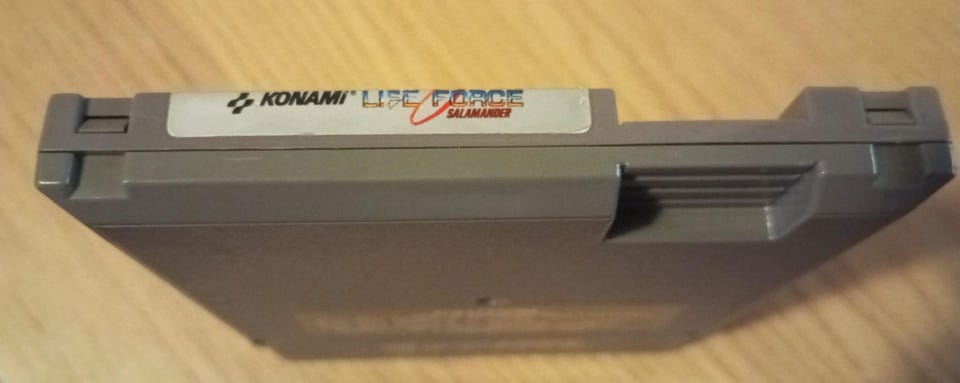 KONAMI® LIFE FORCE
SALAMANDER